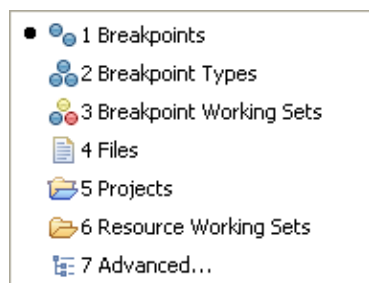 1 Breakpoints
2 Breakpoint Types
3 Breakpoint Working Sets
4 Files
5 Projects
6 Resource Working Sets
7 Advanced...